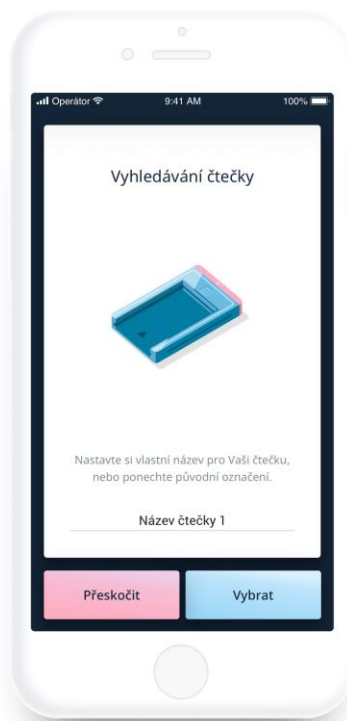 Operátor 9:41 AM 100%
Vyhledávání čtečky
Nastavte si vlastní název pro Vaši čtečku,
nebo ponechte původní označení.
Název čtečky 1
Přeskočit Vybrat